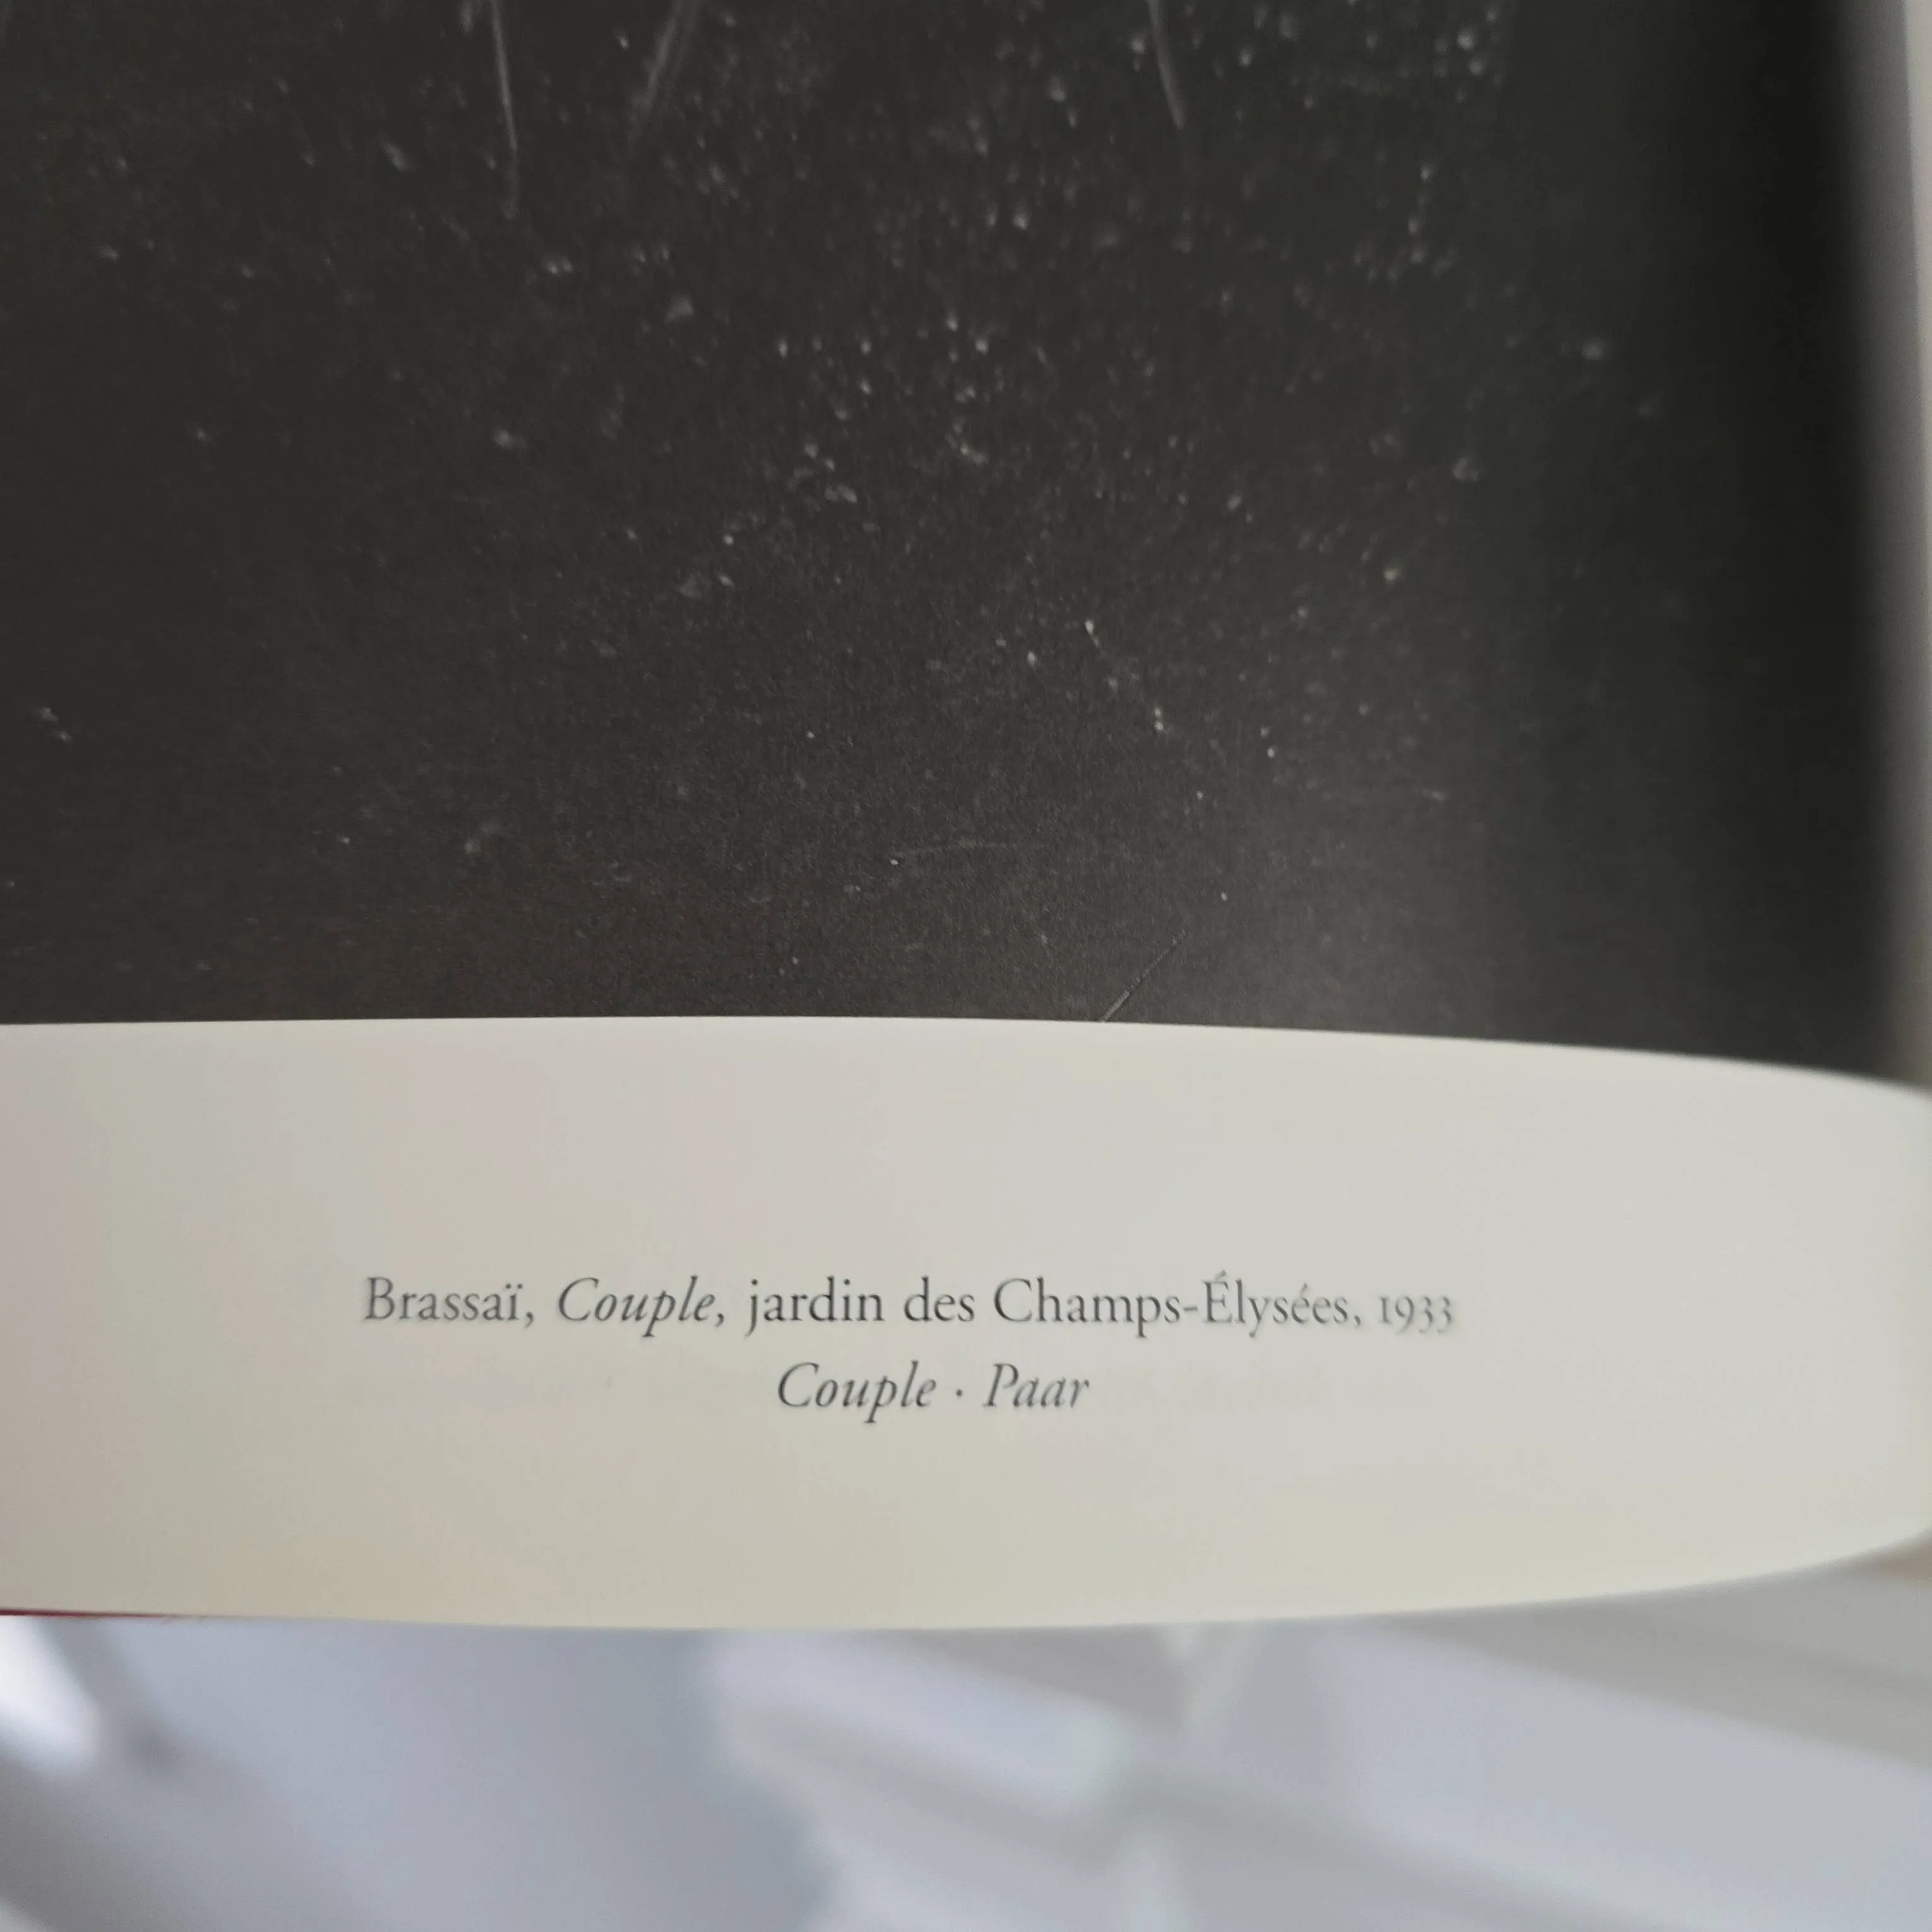 Brassaï, Couple, jardin des Champs-Élysées, 1933
Couple · Paar